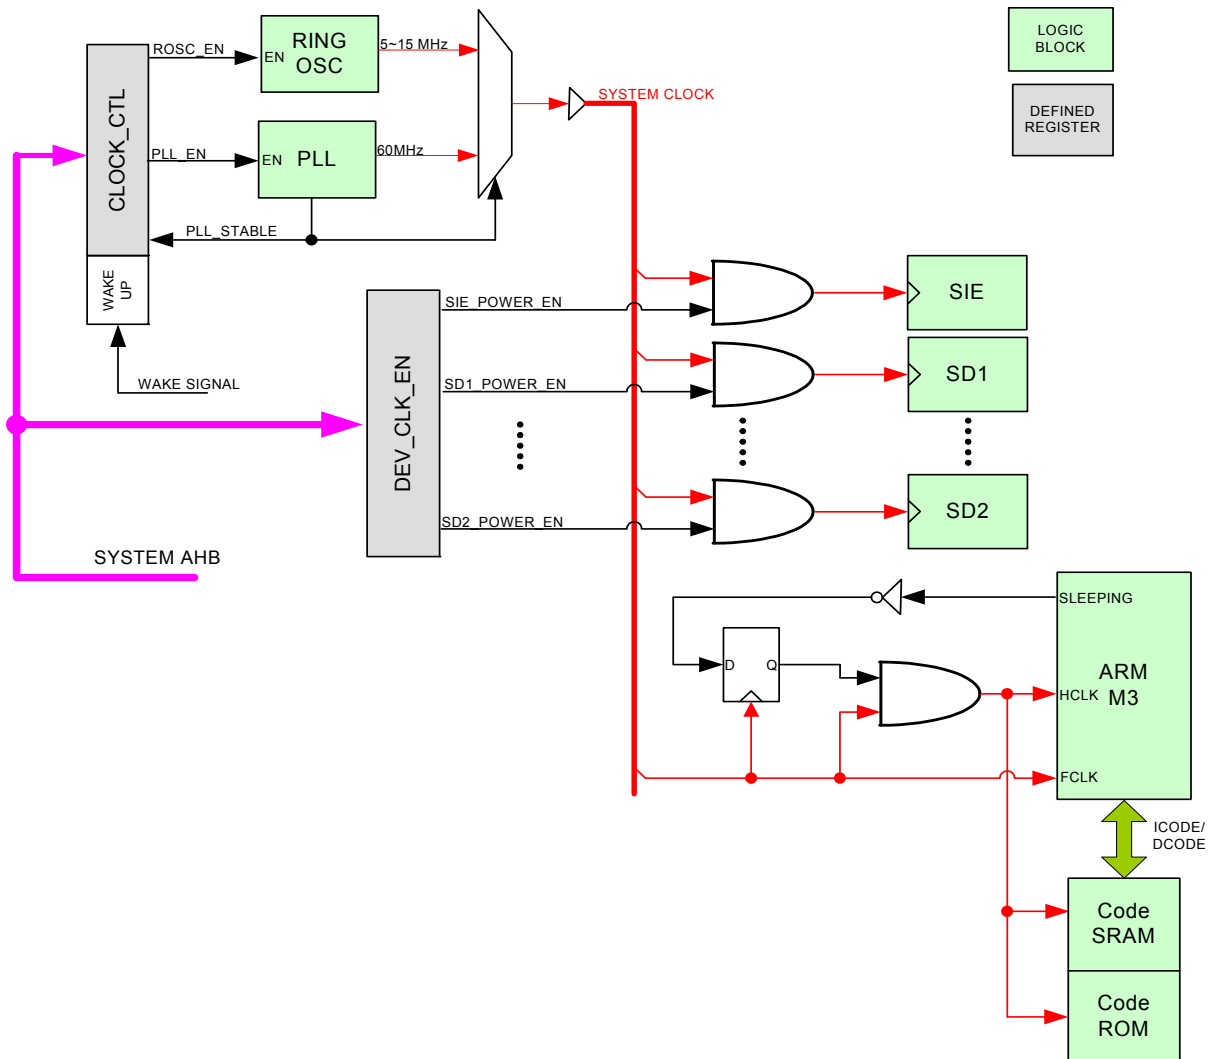 ROSC_EN
EN
RING
OSC
5~15 MHz
LOGIC
BLOCK
SYSTEM CLOCK
DEFINED
REGISTER
CLOCK_CTL
PLL_EN
EN
PLL
60MHz
PLL_STABLE
WAKE
UP
WAKE SIGNAL
DEV_CLK_EN
SIE_POWER_EN
SIE
SD1_POWER_EN
SD1
SD2_POWER_EN
SD2
SYSTEM AHB
SLEEPING
D
Q
ARM
M3
HCLK
FCLK
ICODE/
DCODE
Code
SRAM
Code
ROM